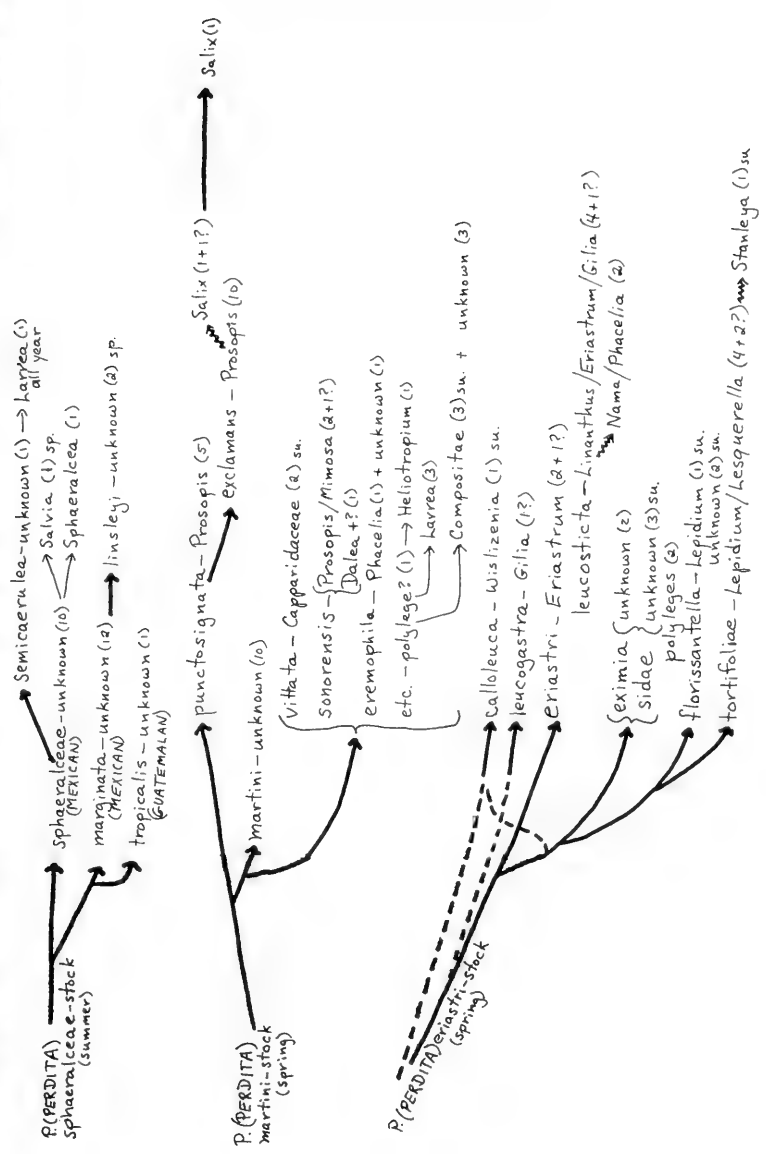 P.(PERDITA)
sphaeralceae-stock
(summer)
semicaerulea-unknown (1) → Larrea (1)
all year
sphaeralceae-unknown (10)
(MEXICAN)
Salvia (1) sp.
Sphaeralcea (1)
marginata-unknown (12)
(MEXICAN)
linsleyi-unknown (2) sp.
tropicalis-unknown (1)
(GUATEMALAN)
P.(PERDITA)
martini-stock
(spring)
punctosignata-Prosopis (5)
exclamans-Prosopis (10)
Salix (1+1?)
Salix (1)
martini-unknown (10)
vittata-Capparidaceae (2) su.
sonorensis-{Prosopis/Mimosa (2+1?)
Dalea+? (1)
eremophila-Phacelia (1) + unknown (1)
etc.-polylege? (1) → Heliotropium (1)
Larrea (3)
Compositae (3) su. + unknown (3)
P.(PERDITA) eriastri-stock
(spring)
calloleuca-Wislizenia (1) su.
leucogastra-Gilia (1?)
eriastri-Eriastrum (2+1?)
leucosticta-Linanthus/Eriastrum/Gilia (4+1?)
Nama/Phacelia (2)
{eximia {unknown (2)
sidae {unknown (3) su.
polyleges (2)
florissantella-Lepidium (1) su.
unknown (2) su.
tortifoliae-Lepidium/Lesquerella (4+2?) → Stanleya (1) su